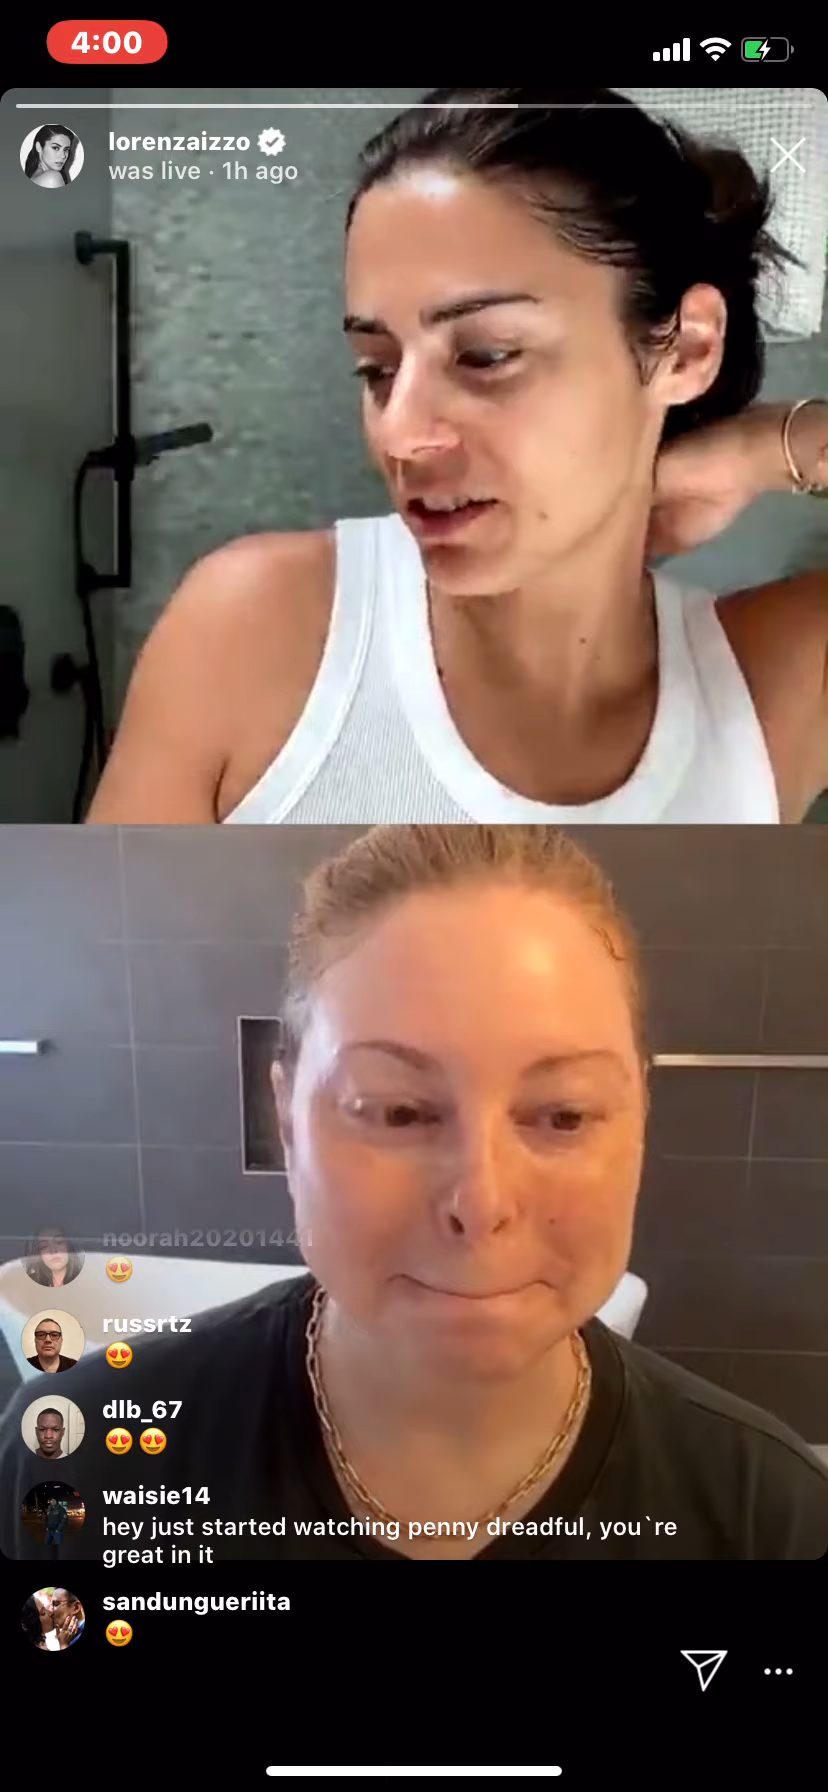 4:00
lorenzaizzo
was live · 1h ago
noorah20201441
😍
russrtz
😍
dlb_67
😍😍
waisie14
hey just started watching penny dreadful, you`re
great in it
sandungueriita
😍